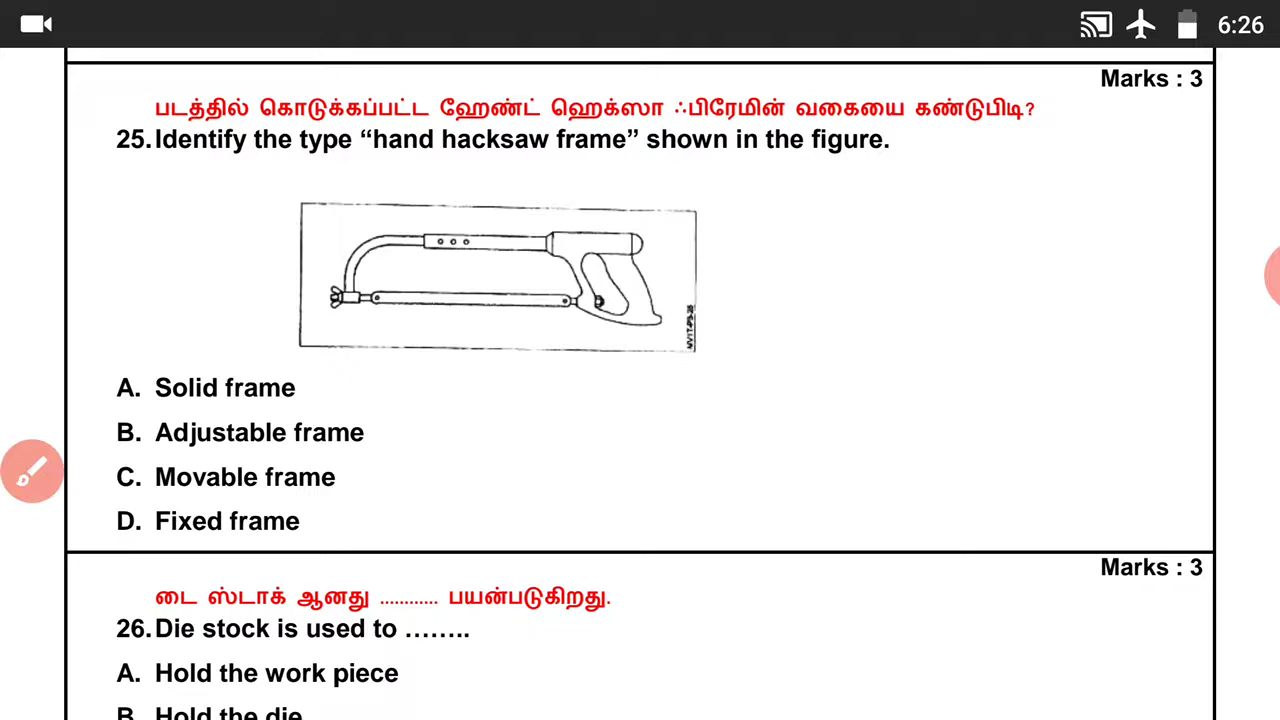 6:26
Marks : 3
படத்தில் கொடுக்கப்பட்ட ஹேண்ட் ஹெக்ஸா ஃபிரேமின் வகையை கண்டுபிடி?
25. Identify the type “hand hacksaw frame” shown in the figure.
A. Solid frame
B. Adjustable frame
C. Movable frame
D. Fixed frame
Marks : 3
டை ஸ்டாக் ஆனது ............ பயன்படுகிறது.
26. Die stock is used to ……..
A. Hold the work piece
B. Hold the die